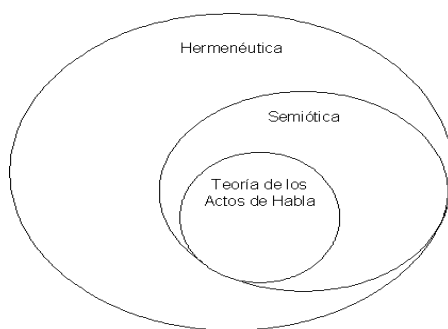 Hermenéutica
Semiótica
Teoría de los
Actos de Habla